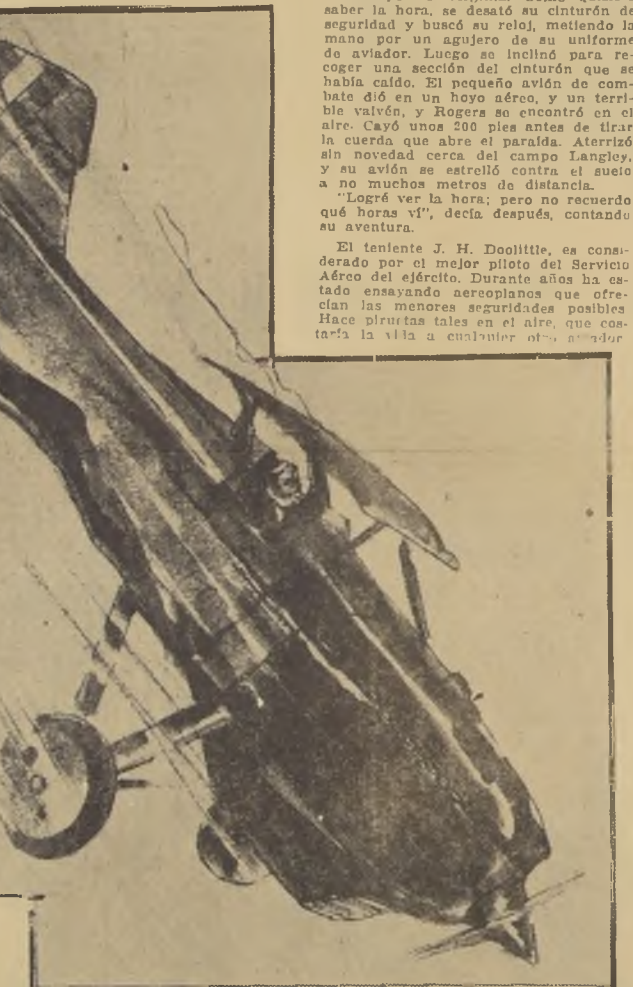 saber la hora, se desató su cinturón de
seguridad y buscó su reloj, metiendo la
mano por un agujero de su uniforme
de aviador. Luego se inclinó para re-
coger una sección del cinturón que se
había caído. El pequeño avión de com-
bate dió en un hoyo aéreo, y un terri-
ble vaivén, y Rogers se encontró en el
aire. Cayó unos 200 pies antes de tirar
la cuerda que abre el paraída. Aterrizó
sin novedad cerca del campo Langley,
y su avión se estrelló contra el suelo
a no muchos metros de distancia.
"Logré ver la hora; pero no recuerdo
qué horas ví", decía después, contando
su aventura.
El teniente J. H. Doolittle, es consi-
derado por el mejor piloto del Servicio
Aéreo del ejército. Durante años ha es-
tado ensayando aereoplanos que ofre-
cían las menores seguridades posibles
Hace piruetas tales en el aire, que cos-
taría la vida a cualquier otro